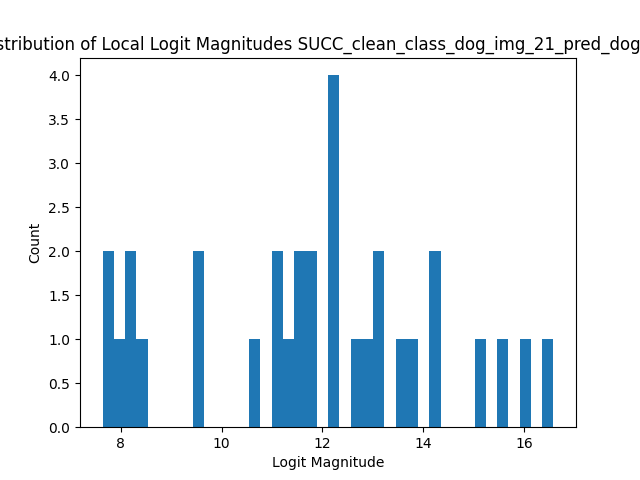 stribution of Local Logit Magnitudes SUCC_clean_class_dog_img_21_pred_dog
4.0
3.5
3.0
2.5
2.0
1.5
1.0
0.5
0.0
Count
8 10 12 14 16
Logit Magnitude